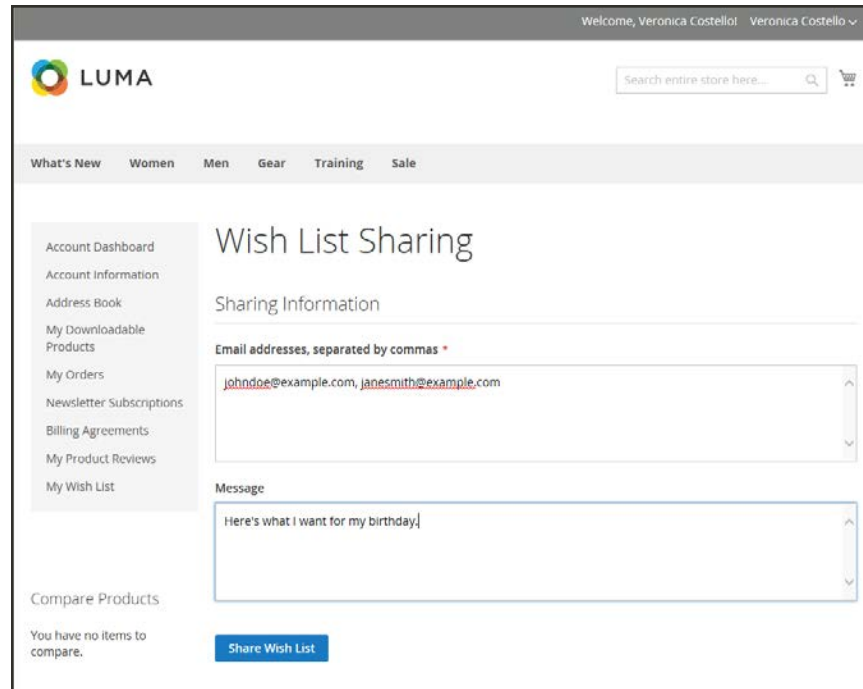 Welcome, Veronica Costello! Veronica Costello
LUMA
Search entire store here...
What's New Women Men Gear Training Sale
Account Dashboard
Account Information
Address Book
My Downloadable
Products
My Orders
Newsletter Subscriptions
Billing Agreements
My Product Reviews
My Wish List
Compare Products
You have no items to
compare.
Wish List Sharing
Sharing Information
Email addresses, separated by commas *
johndoe@example.com, janesmith@example.com
Message
Here's what I want for my birthday.
Share Wish List